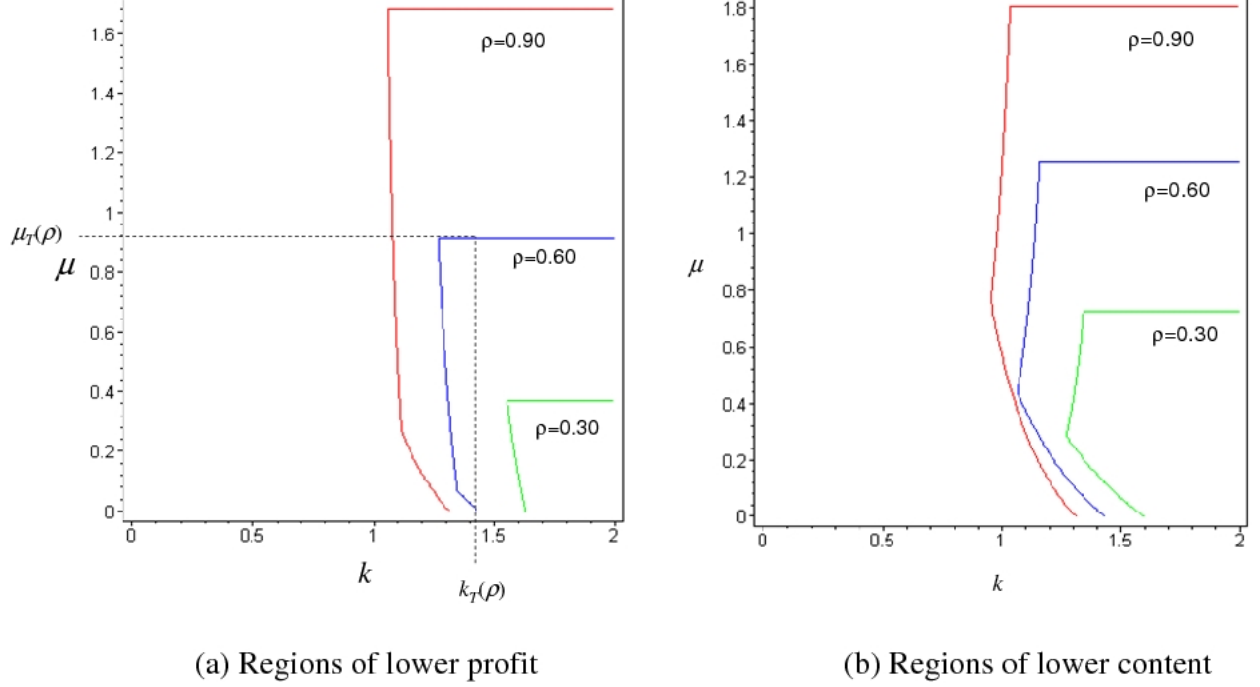 1.6
1.4
1.2
1
0.8
0.6
0.4
0.2
0
μ_T(ρ)
μ
ρ=0.90
ρ=0.60
ρ=0.30
0 0.5 1 1.5 2
k
k_T(ρ)
(a) Regions of lower profit
1.8
1.6
1.4
1.2
1
0.8
0.6
0.4
0.2
0
μ
ρ=0.90
ρ=0.60
ρ=0.30
0 0.5 1 1.5 2
k
(b) Regions of lower content